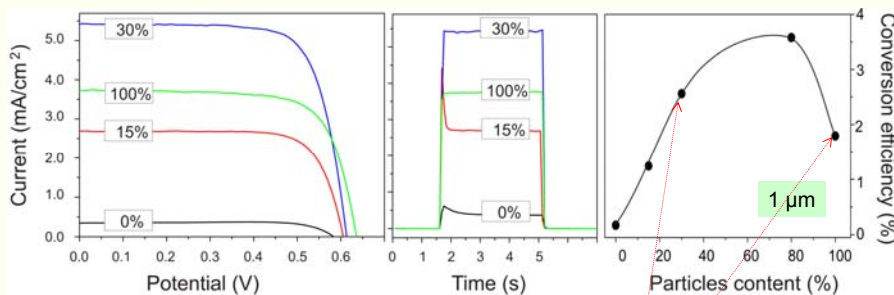 Current (mA/cm²)
5.0
4.0
3.0
2.0
1.0
0.0
30%
100%
15%
0%
0.0 0.1 0.2 0.3 0.4 0.5 0.6
Potential (V)
30%
100%
15%
0%
0 1 2 3 4 5 6
Time (s)
1 µm
0 20 40 60 80 100
Particles content (%)
4
3
2
1
0
Conversion efficiency (%)